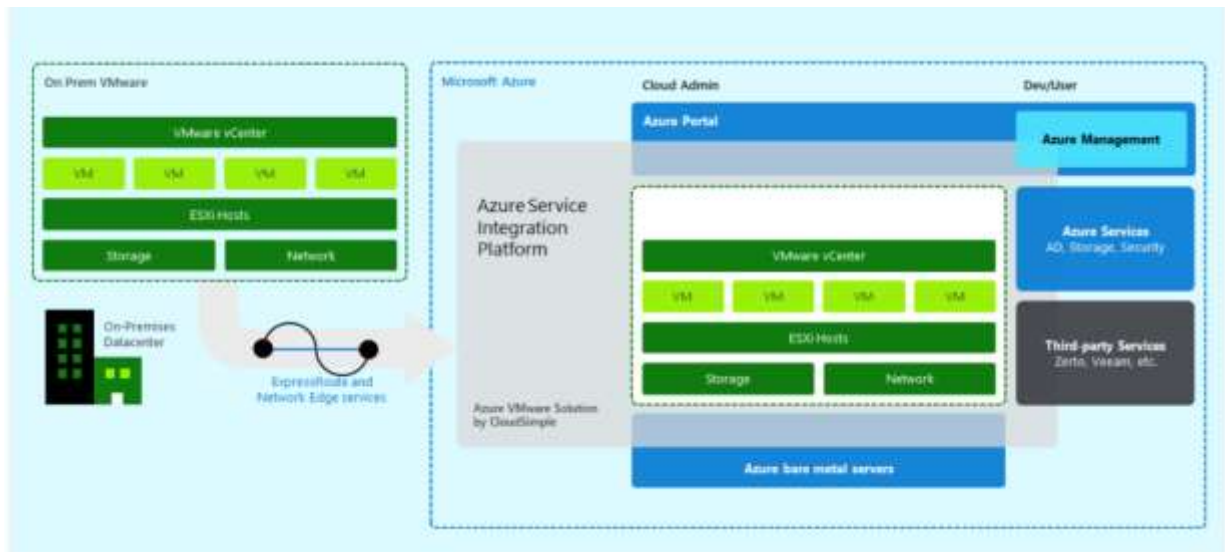 On Prem VMware
VMware vCenter
VM VM VM VM
ESXi Hosts
Storage Network
On-Premises
Datacenter
ExpressRoute and
Network Edge services
Microsoft Azure
Cloud Admin
Dev/User
Azure Portal
Azure Management
Azure Service
Integration
Platform
VMware vCenter
VM VM VM VM
ESXi Hosts
Storage Network
Azure Services
AD, Storage, Security
Third-party Services
Zerto, Veeam, etc.
Azure VMware Solution
by CloudSimple
Azure bare metal servers